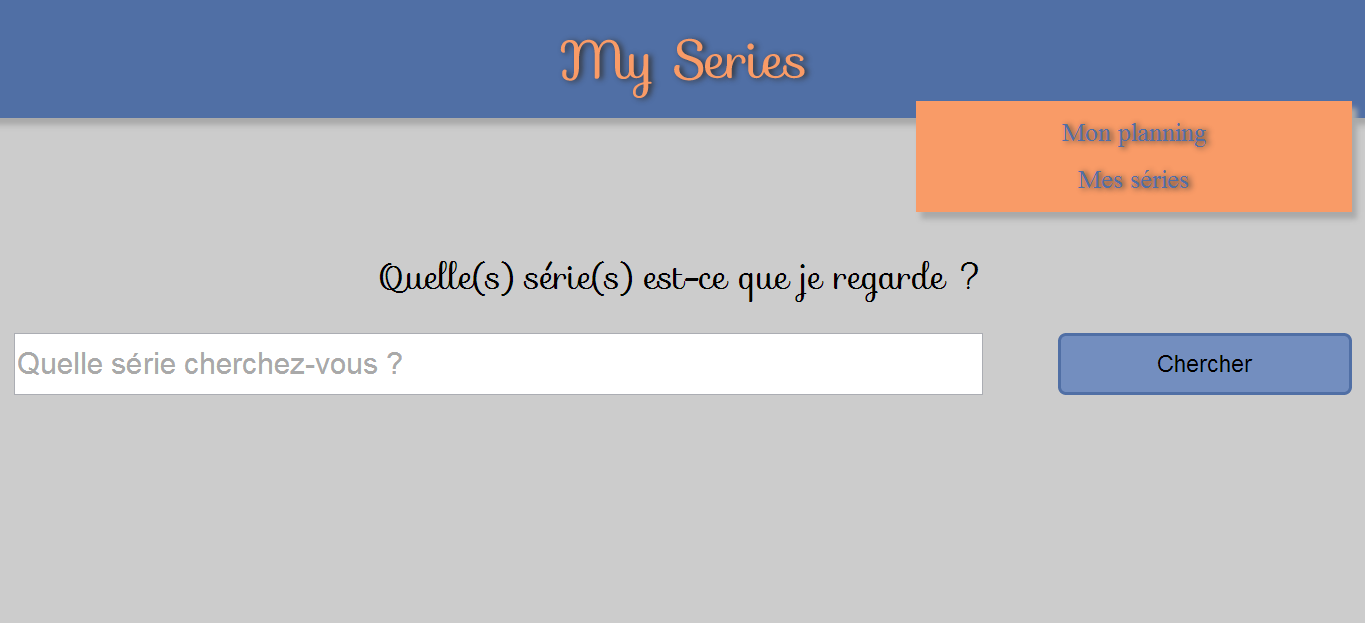 My Series
Mon planning
Mes séries
Quelle(s) série(s) est-ce que je regarde ?
Quelle série cherchez-vous ?
Chercher